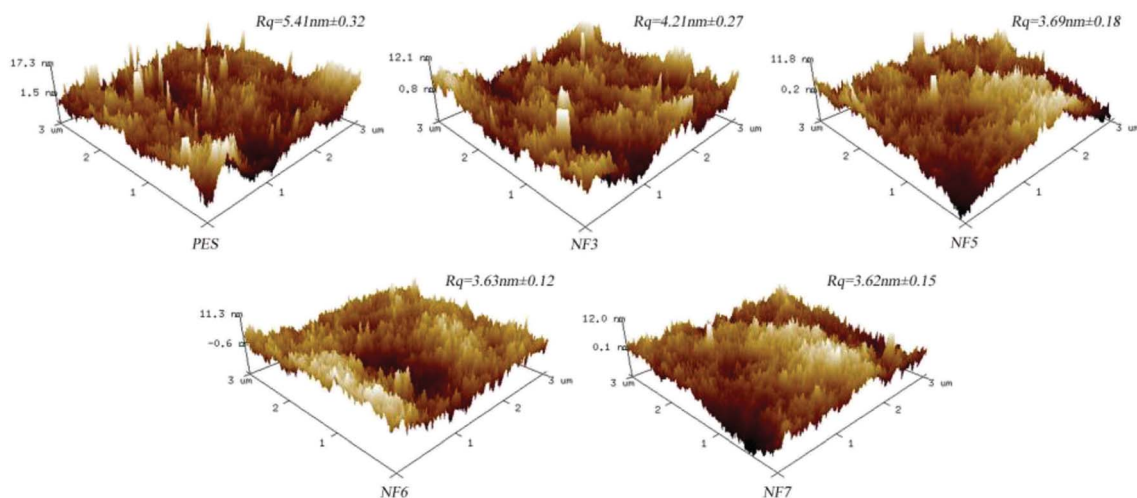 Rq=5.41nm±0.32
17.3 nm
1.5 nm
3 um
2
1
1
2
3 um
PES
Rq=4.21nm±0.27
12.1 nm
0.8 nm
3 um
2
1
1
2
3 um
NF3
Rq=3.69nm±0.18
11.8 nm
0.2 nm
3 um
2
1
1
2
3 um
NF5
Rq=3.63nm±0.12
11.3 nm
-0.6
3 um
2
1
1
2
3 um
NF6
Rq=3.62nm±0.15
12.0 nm
0.1 nm
3 um
2
1
1
2
3 um
NF7